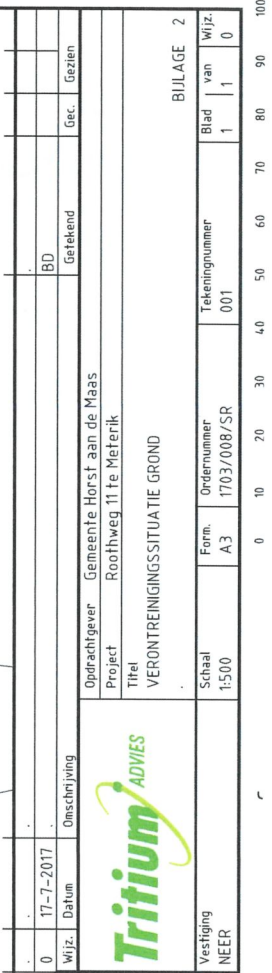 0 17-7-2017 BD
Wijz. Datum Omschrijving Getekend Gec. Gezien
Tritium ADVIES
Opdrachtgever Gemeente Horst aan de Maas
Project Roothweg 11 te Meterik
Titel
VERONTREINIGINGSSITUATIE GROND
BIJLAGE 2
Vestiging Schaal Form. Ordernummer Tekeningnummer Blad van Wijz.
NEER 1:500 A3 1703/008/SR 001 1 1 0
0 10 20 30 40 50 60 70 80 90 100